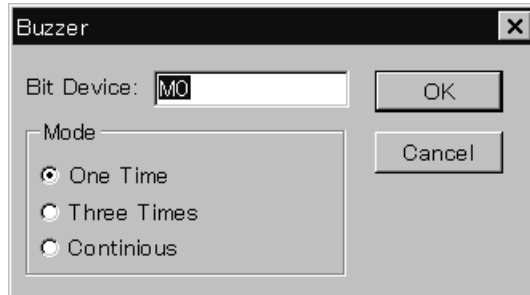 Buzzer
Bit Device: M0
OK
Mode
Cancel
One Time
Three Times
Continious